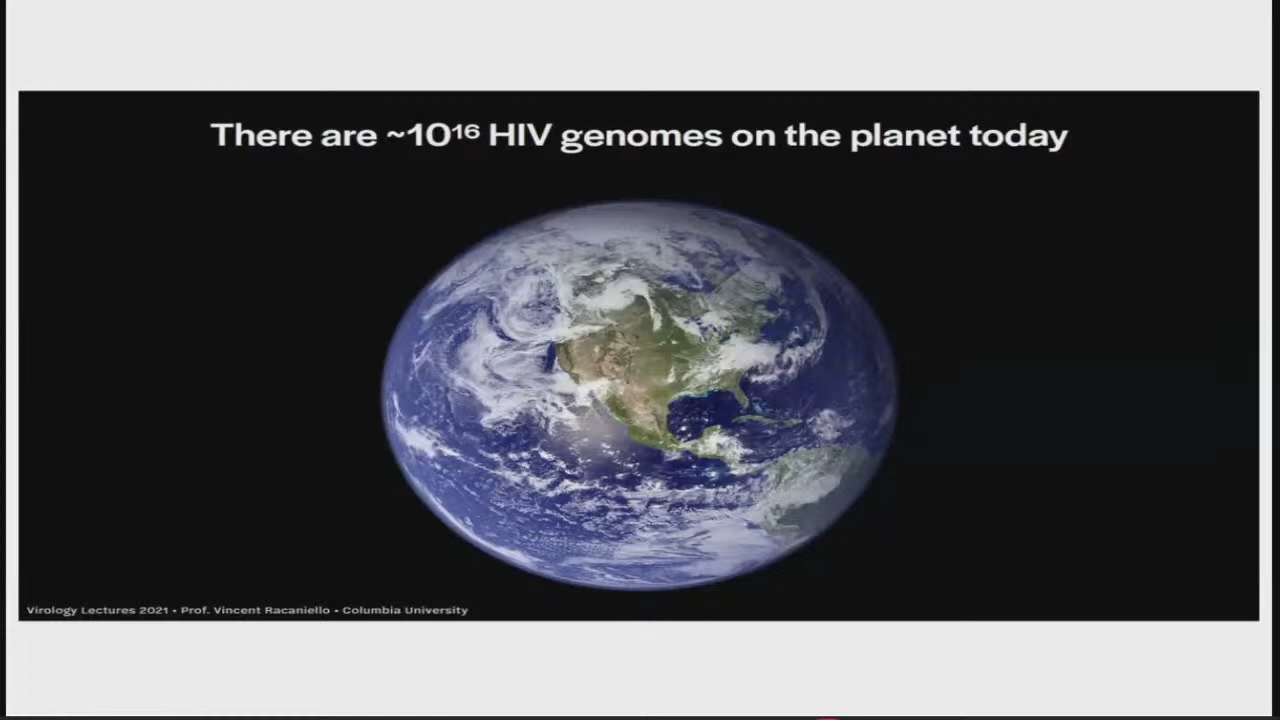 There are ~10¹⁶ HIV genomes on the planet today
Virology Lectures 2021 • Prof. Vincent Racaniello • Columbia University